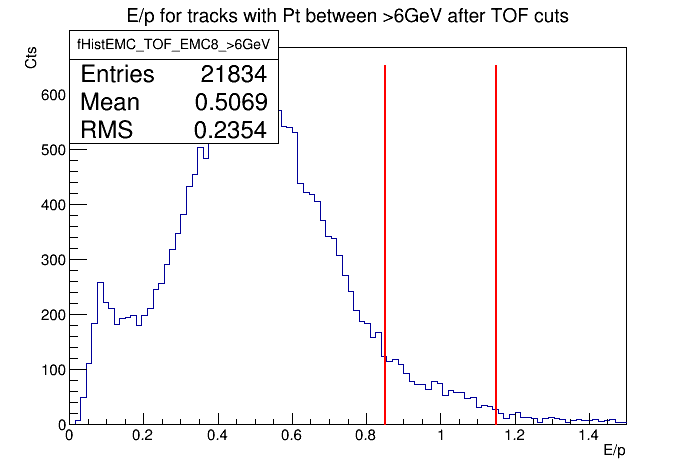 E/p for tracks with Pt between >6GeV after TOF cuts
fHistEMC_TOF_EMC8_>6GeV
Entries 21834
Mean 0.5069
RMS 0.2354
Cts
600
500
400
300
200
100
0
0 0.2 0.4 0.6 0.8 1 1.2 1.4
E/p